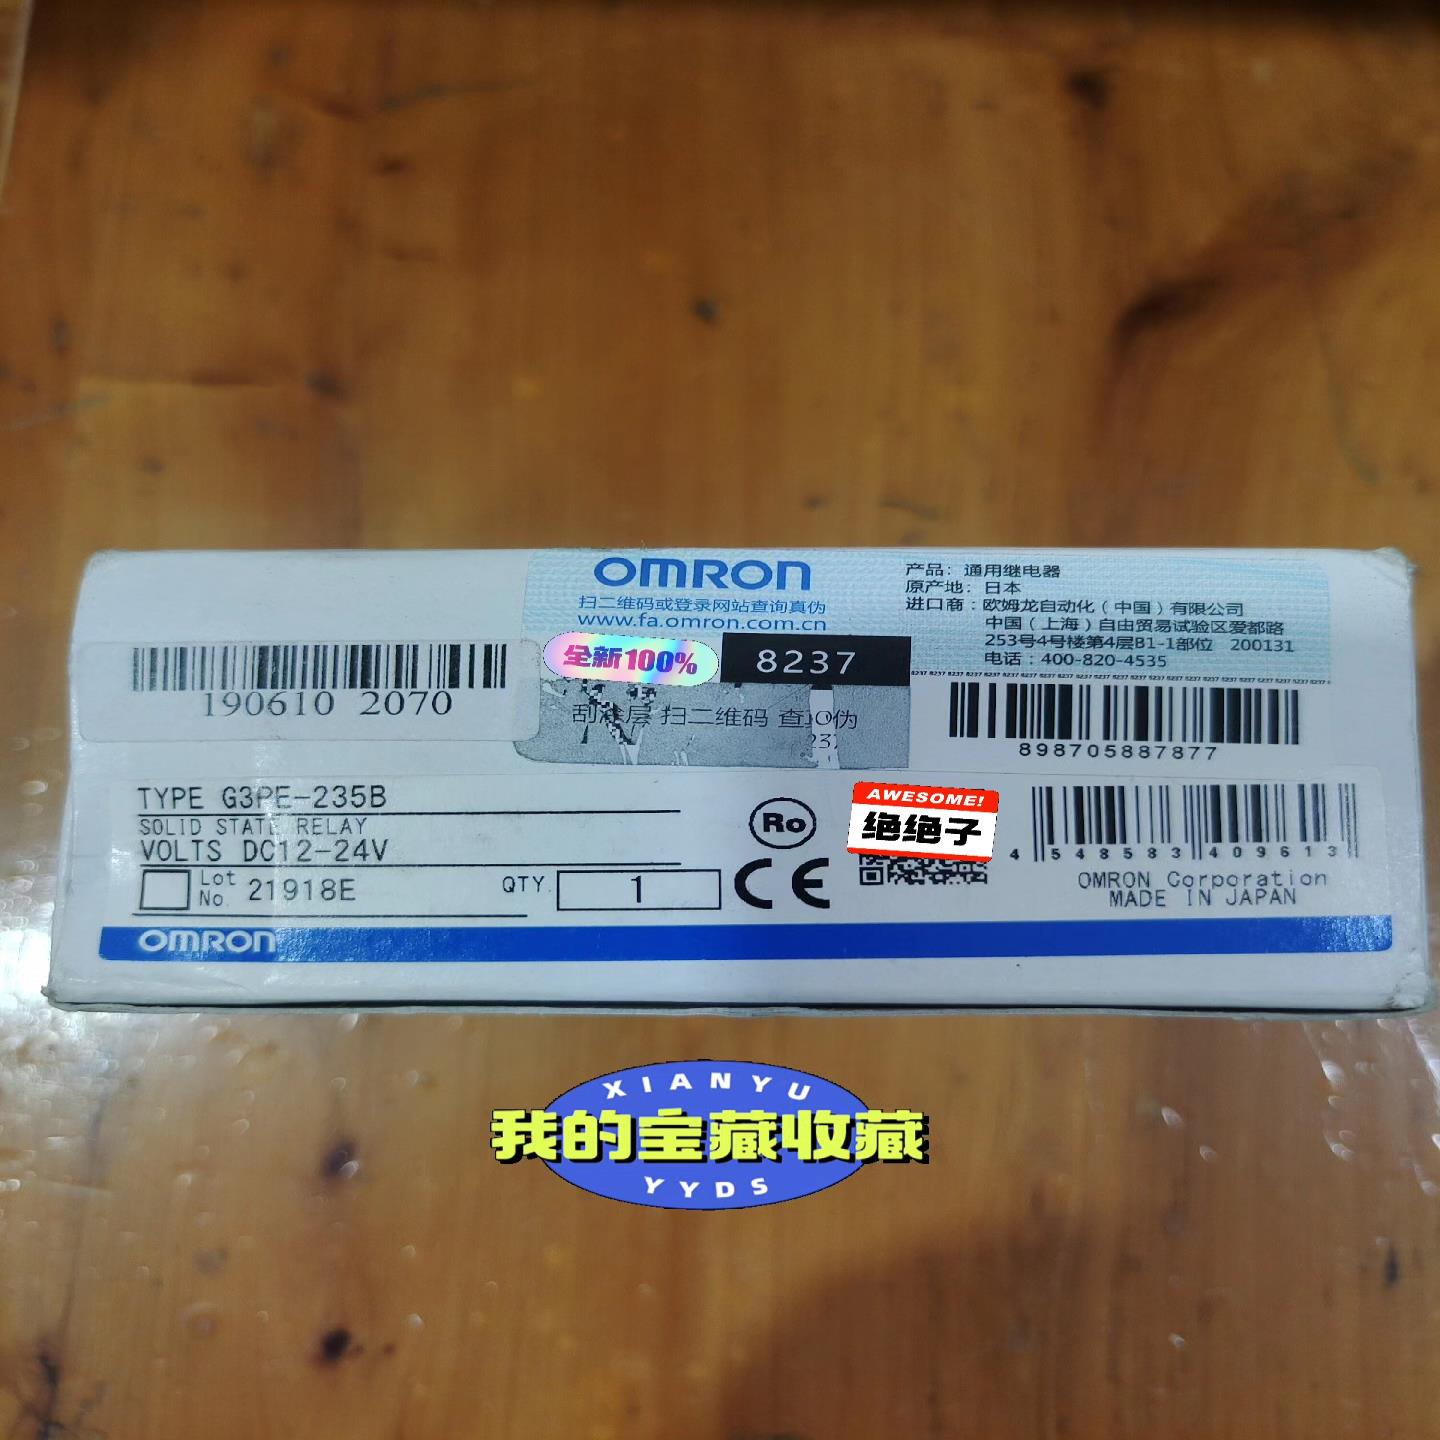 OMRON
扫二维码或登录网站查询真伪
www.fa.omron.com.cn
全新100%
8237
刮涂层 扫二维码 查 伪
产品：通用继电器
原产地：日本
进口商：欧姆龙自动化（中国）有限公司
中国（上海）自由贸易试验区爱都路
253号4号楼第4层B1-1部位 200131
电话：400-820-4535
190610 2070
898705887877
TYPE G3PE-235B
SOLID STATE RELAY
VOLTS DC12-24V
Lot No. 21918E
QTY. 1
Ro
CE
AWESOME!
绝绝子
4 548583 409613
OMRON Corporation
MADE IN JAPAN
OMRON
XIANYU
我的宝藏收藏
YYDS